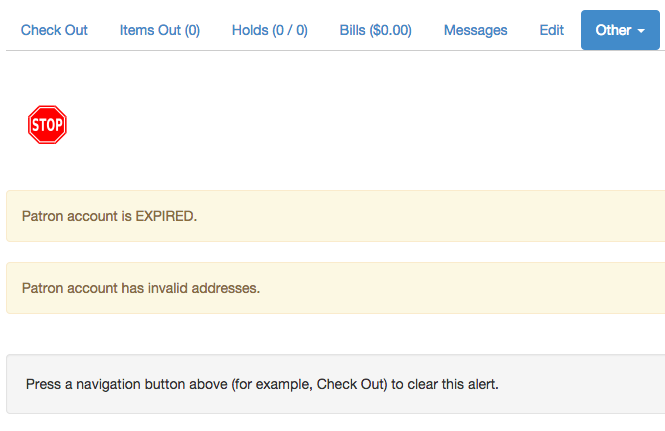 Check Out Items Out (0) Holds (0 / 0) Bills ($0.00) Messages Edit Other
STOP
Patron account is EXPIRED.
Patron account has invalid addresses.
Press a navigation button above (for example, Check Out) to clear this alert.